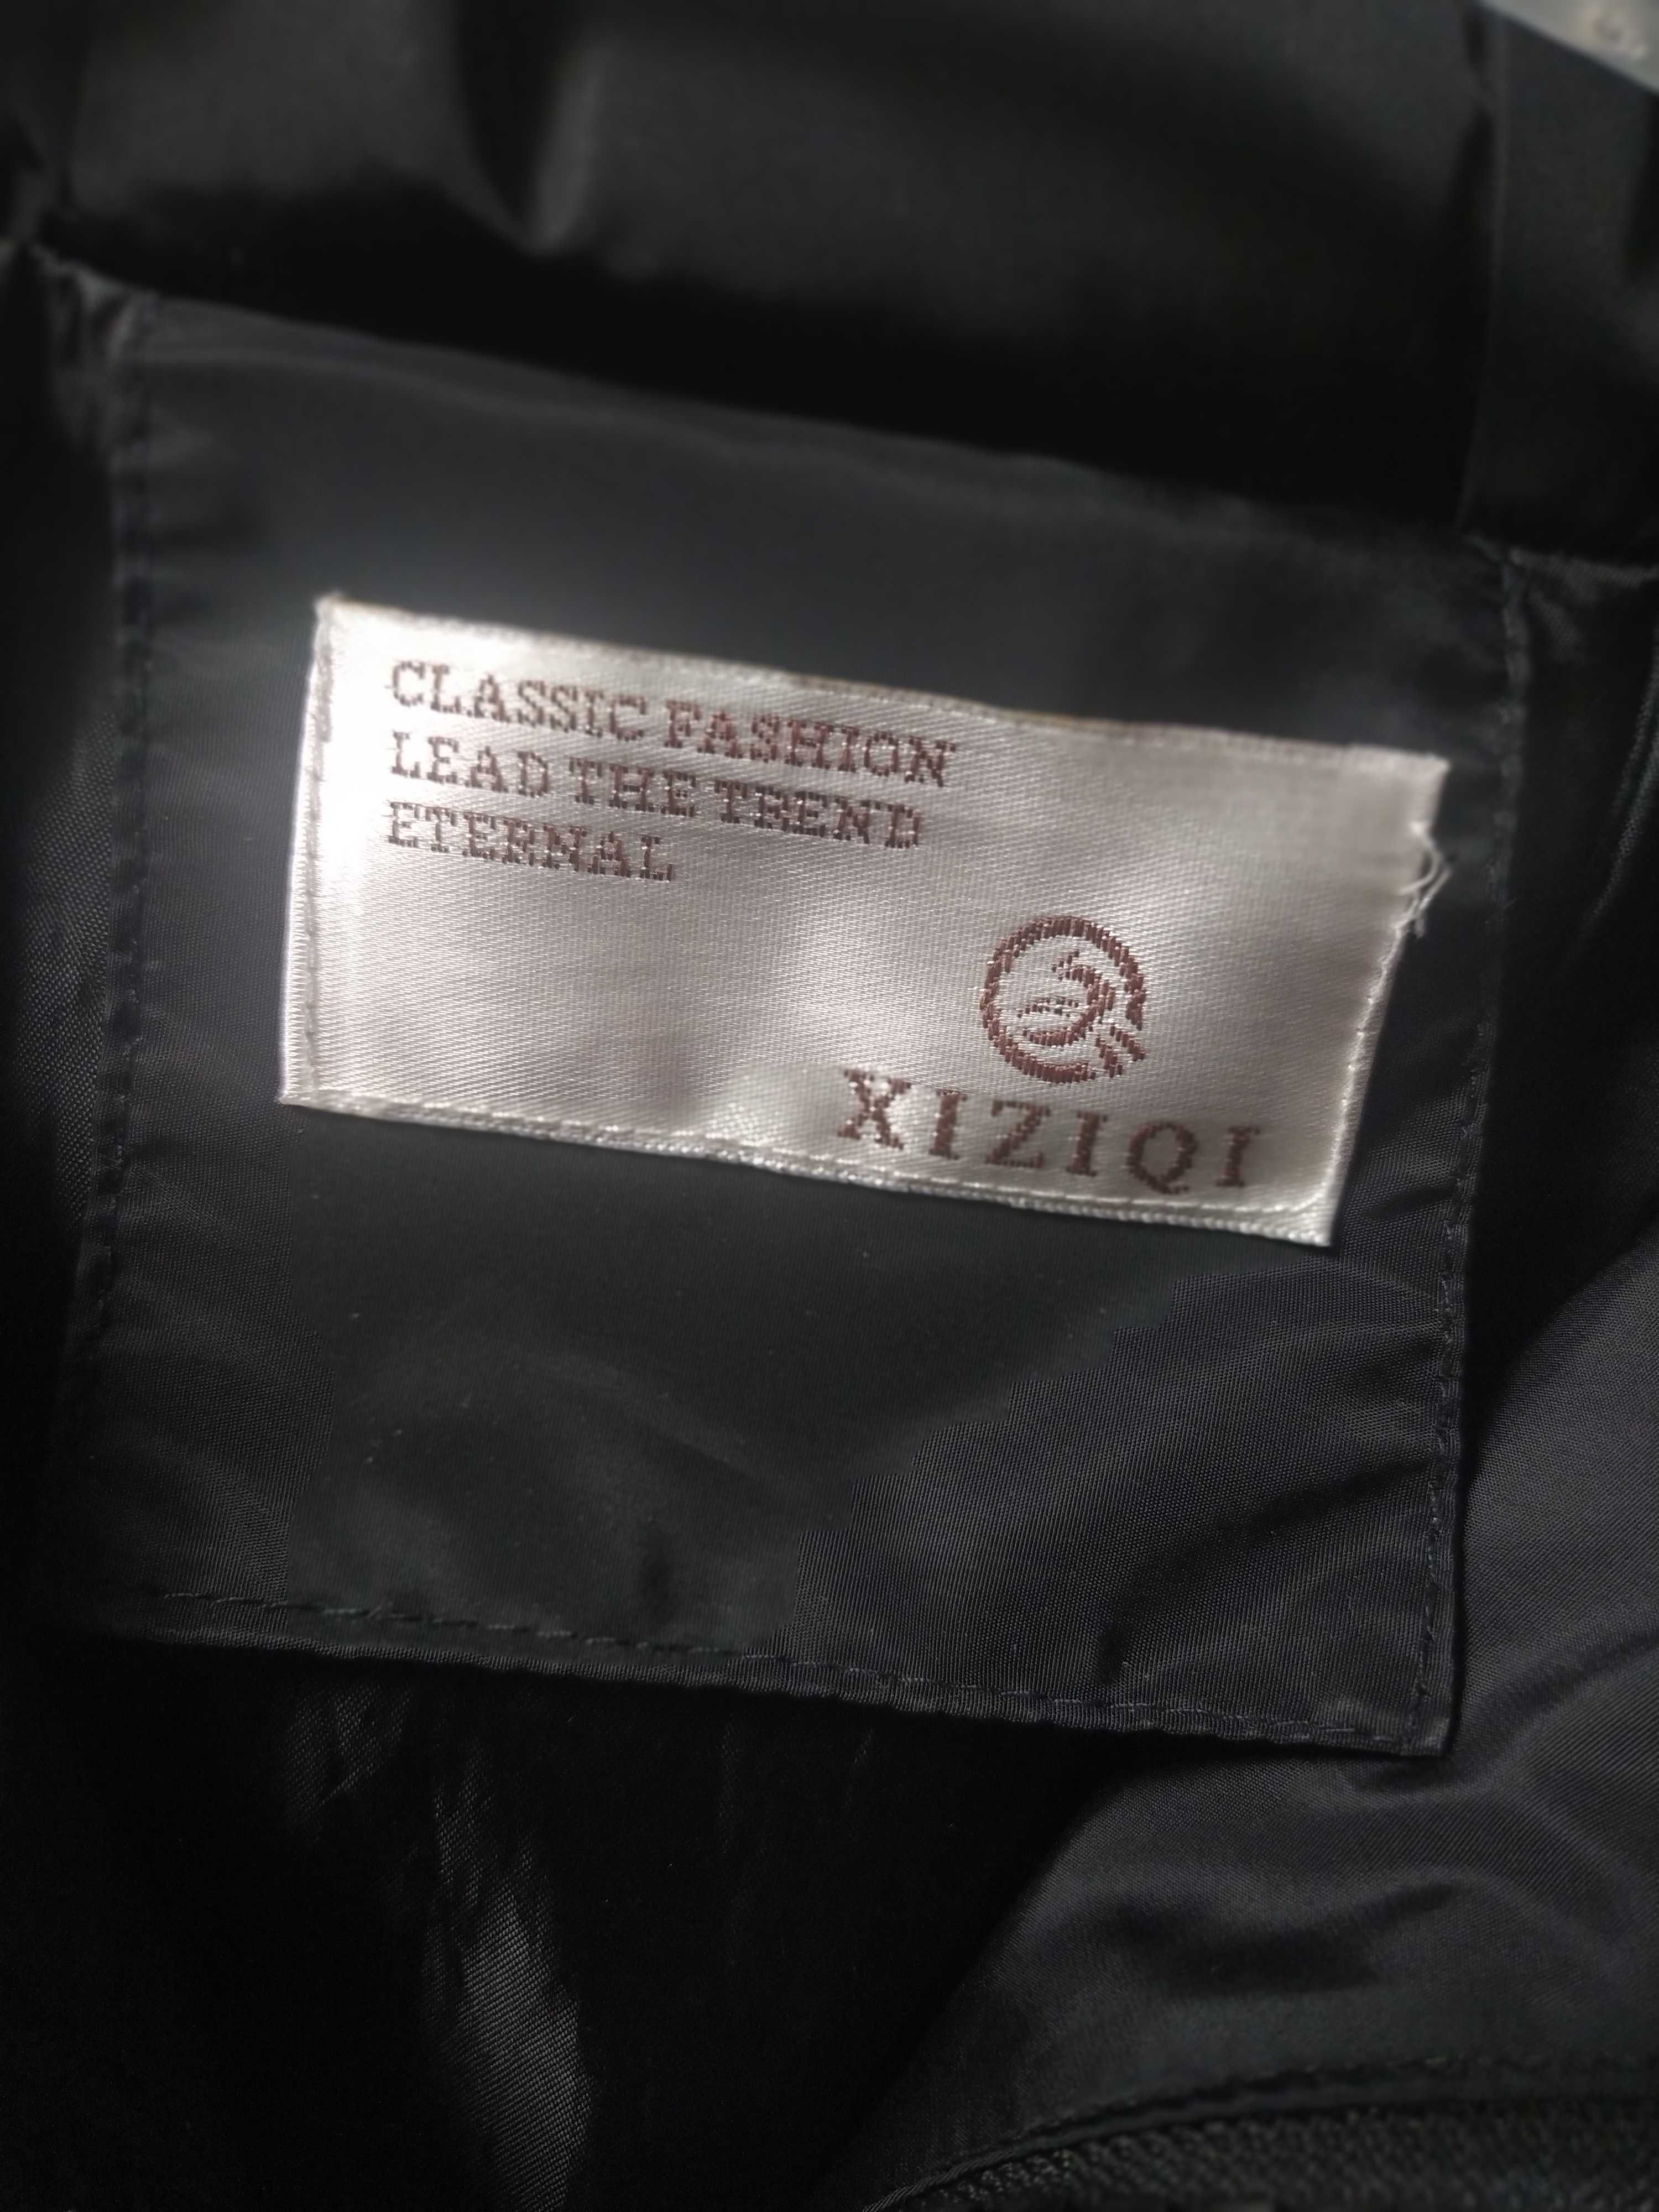 CLASSIC FASHION
LEAD THE TREND
ETERNAL
XIZIQI